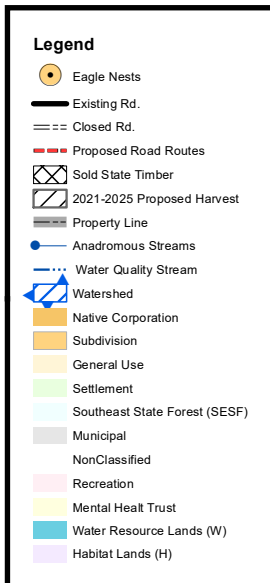 Legend
Eagle Nests
Existing Rd.
Closed Rd.
Proposed Road Routes
Sold State Timber
2021-2025 Proposed Harvest
Property Line
Anadromous Streams
Water Quality Stream
Watershed
Native Corporation
Subdivision
General Use
Settlement
Southeast State Forest (SESF)
Municipal
NonClassified
Recreation
Mental Healt Trust
Water Resource Lands (W)
Habitat Lands (H)